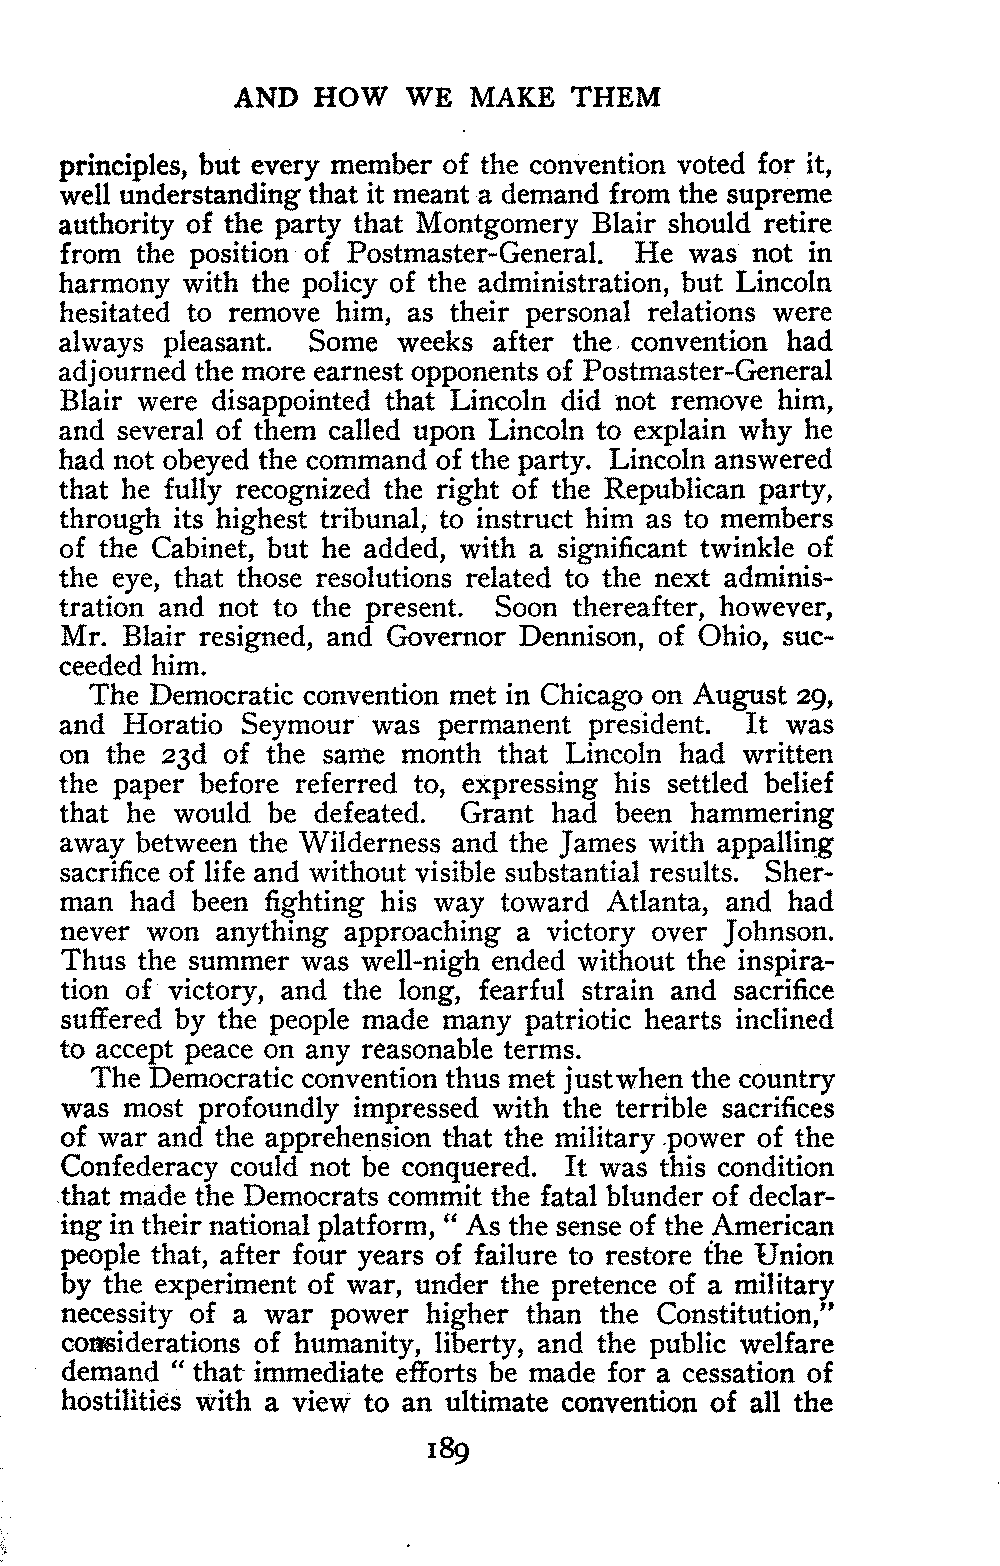 AND HOW WE MAKE THEM
principles, but every member of the convention voted for it,
well understanding that it meant a demand from the supreme
authority of the party that Montgomery Blair should retire
from the position of Postmaster-General. He was not in
harmony with the policy of the administration, but Lincoln
hesitated to remove him, as their personal relations were
always pleasant. Some weeks after the convention had
adjourned the more earnest opponents of Postmaster-General
Blair were disappointed that Lincoln did not remove him,
and several of them called upon Lincoln to explain why he
had not obeyed the command of the party. Lincoln answered
that he fully recognized the right of the Republican party,
through its highest tribunal, to instruct him as to members
of the Cabinet, but he added, with a significant twinkle of
the eye, that those resolutions related to the next adminis-
tration and not to the present. Soon thereafter, however,
Mr. Blair resigned, and Governor Dennison, of Ohio, suc-
ceeded him.
The Democratic convention met in Chicago on August 29,
and Horatio Seymour was permanent president. It was
on the 23d of the same month that Lincoln had written
the paper before referred to, expressing his settled belief
that he would be defeated. Grant had been hammering
away between the Wilderness and the James with appalling
sacrifice of life and without visible substantial results. Sher-
man had been fighting his way toward Atlanta, and had
never won anything approaching a victory over Johnson.
Thus the summer was well-nigh ended without the inspira-
tion of victory, and the long, fearful strain and sacrifice
suffered by the people made many patriotic hearts inclined
to accept peace on any reasonable terms.
The Democratic convention thus met just when the country
was most profoundly impressed with the terrible sacrifices
of war and the apprehension that the military power of the
Confederacy could not be conquered. It was this condition
that made the Democrats commit the fatal blunder of declar-
ing in their national platform, " As the sense of the American
people that, after four years of failure to restore the Union
by the experiment of war, under the pretence of a military
necessity of a war power higher than the Constitution,"
considerations of humanity, liberty, and the public welfare
demand " that immediate efforts be made for a cessation of
hostilities with a view to an ultimate convention of all the
189